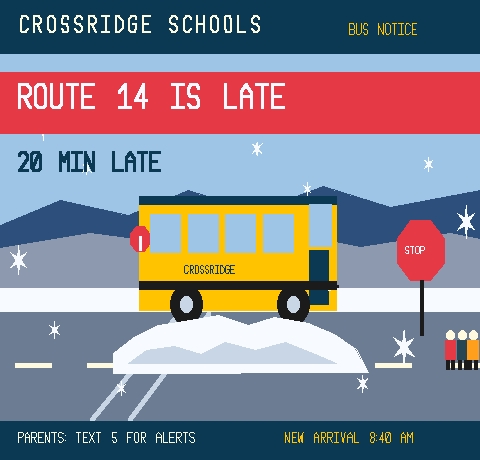 CROSSRIDGE SCHOOLS
BUS NOTICE
ROUTE 14 IS LATE
20 MIN LATE
STOP
CROSSRIDGE
PARENTS: TEXT 5 FOR ALERTS
NEW ARRIVAL 8:40 AM